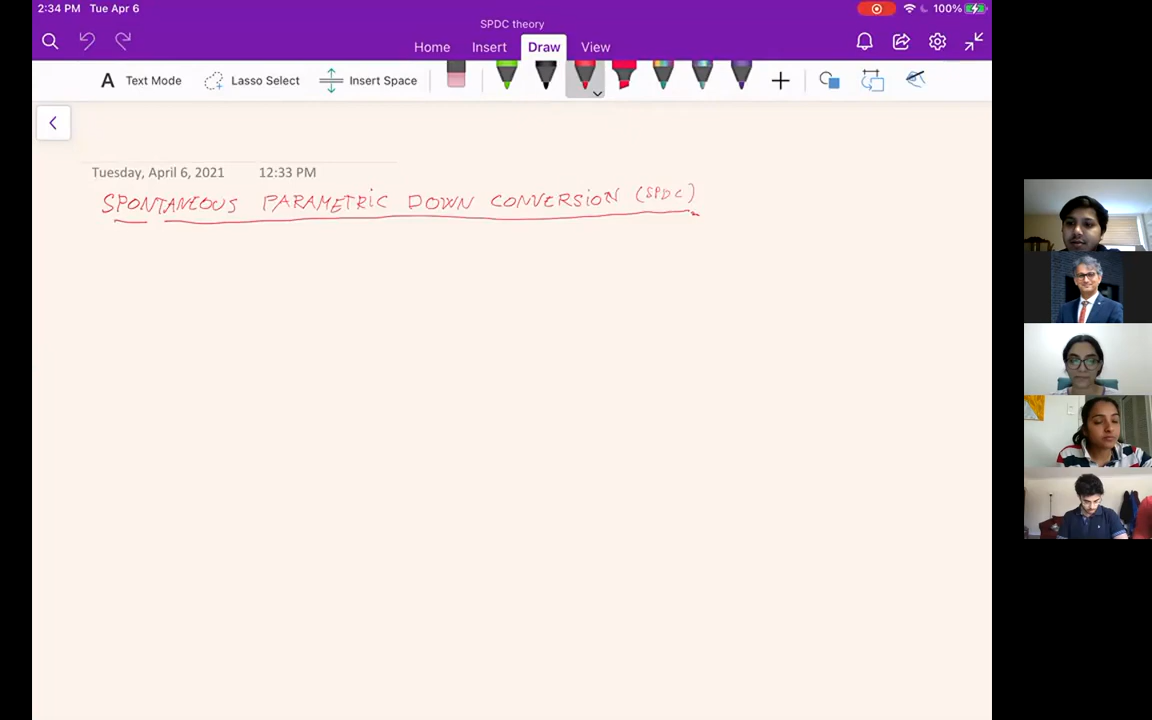 2:34 PM Tue Apr 6
100%
SPDC theory
Home Insert Draw View
Text Mode Lasso Select Insert Space
Tuesday, April 6, 2021 12:33 PM
SPONTANEOUS PARAMETRIC DOWN CONVERSION (SPDC)